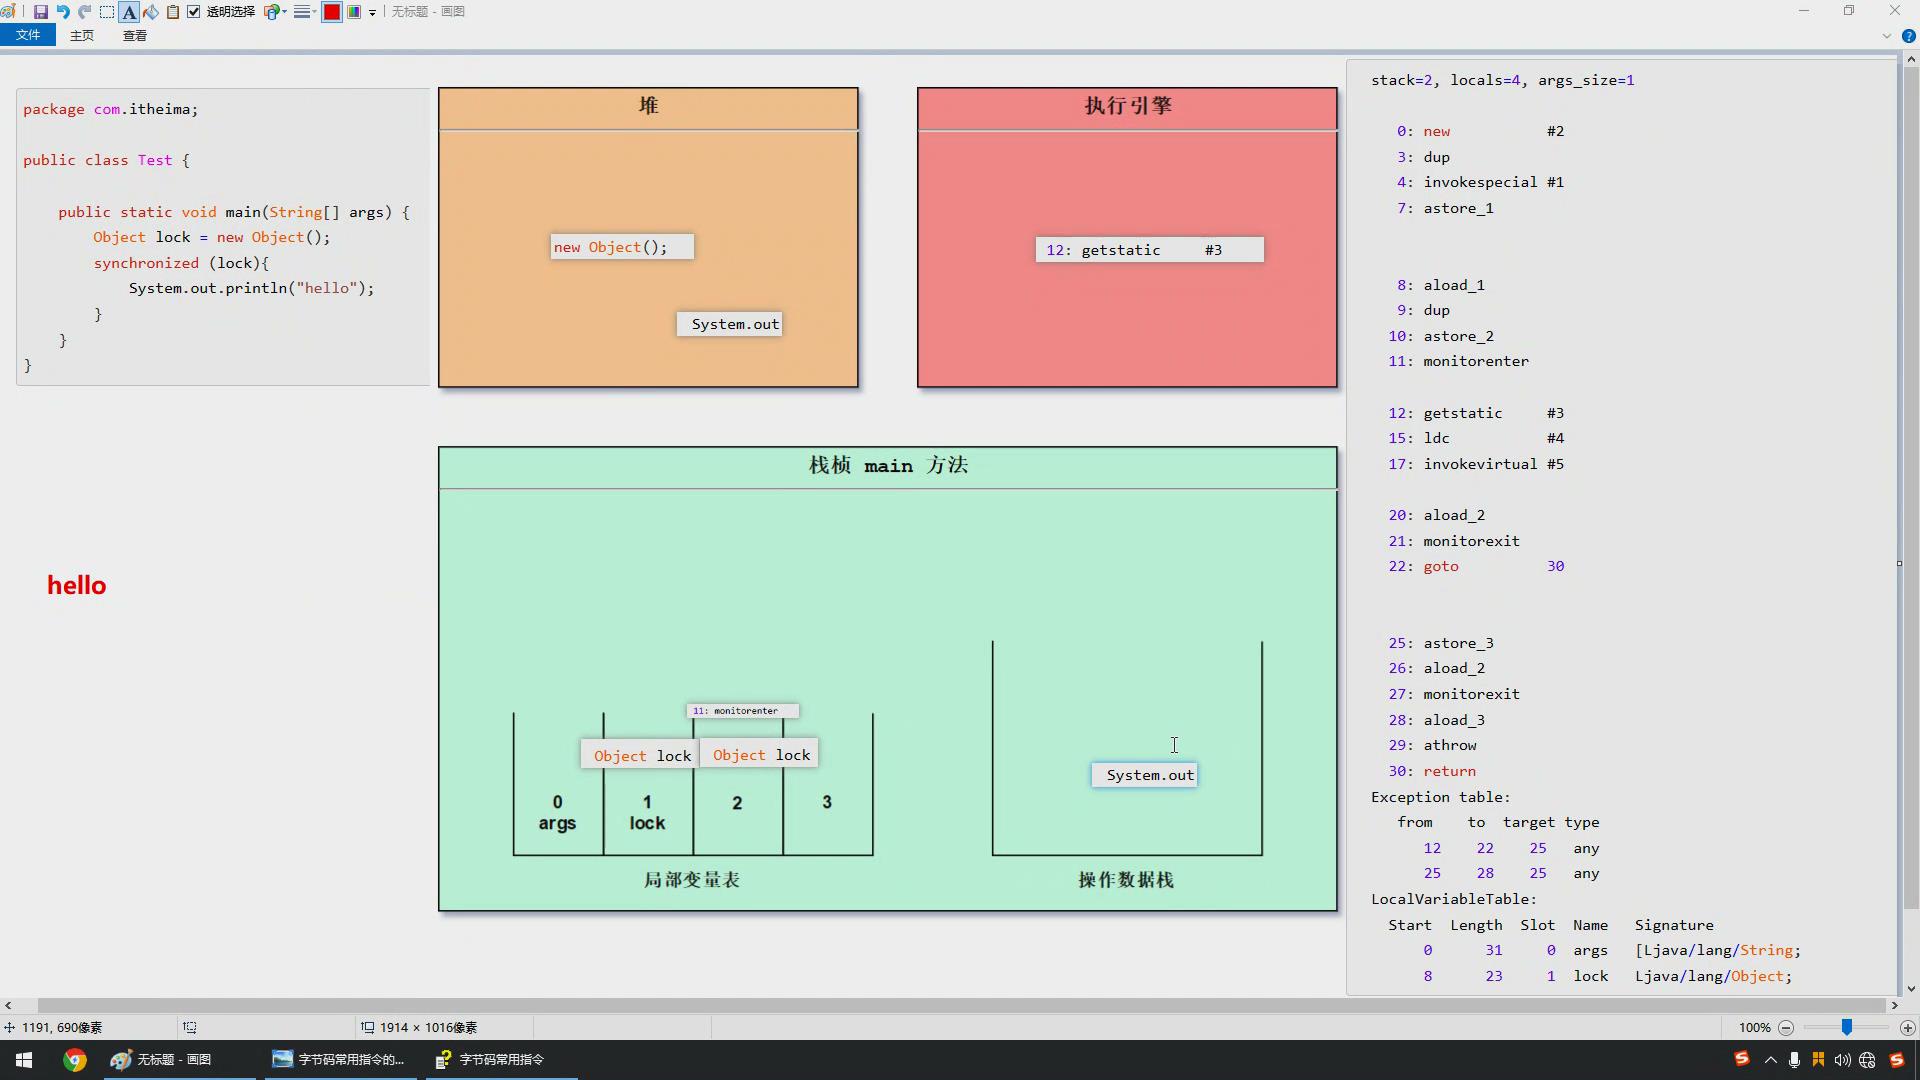 透明选择
无标题 - 画图
文件
主页
查看
package com.itheima;
public class Test {
public static void main(String[] args) {
Object lock = new Object();
synchronized (lock){
System.out.println("hello");
}
}
}
hello
堆
new Object();
System.out
执行引擎
12: getstatic #3
栈桢 main 方法
11: monitorenter
Object lock
Object lock
0
args
1
lock
2
3
局部变量表
System.out
操作数据栈
stack=2, locals=4, args_size=1
0: new #2
3: dup
4: invokespecial #1
7: astore_1
8: aload_1
9: dup
10: astore_2
11: monitorenter
12: getstatic #3
15: ldc #4
17: invokevirtual #5
20: aload_2
21: monitorexit
22: goto 30
25: astore_3
26: aload_2
27: monitorexit
28: aload_3
29: athrow
30: return
Exception table:
from to target type
12 22 25 any
25 28 25 any
LocalVariableTable:
Start Length Slot Name Signature
0 31 0 args [Ljava/lang/String;
8 23 1 lock Ljava/lang/Object;
1191, 690像素
1914 × 1016像素
100%
无标题 - 画图
字节码常用指令的...
字节码常用指令